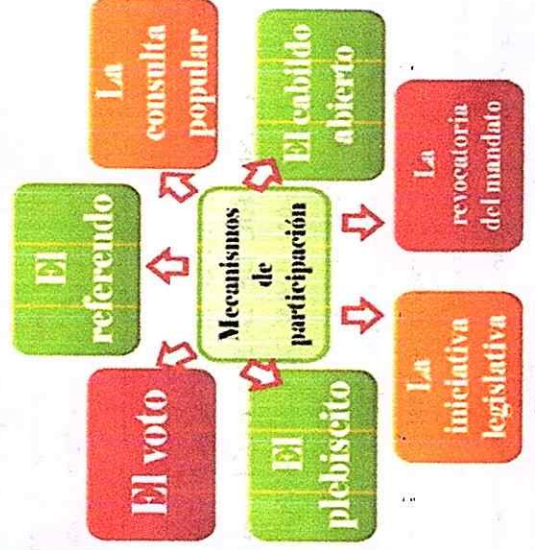 El
referendo
La
consulta
popular
El cabildo
abierto
La
revocatoria
del mandato
La
iniciativa
legislativa
El
plebiscito
El voto
Mecanismos
de
participación